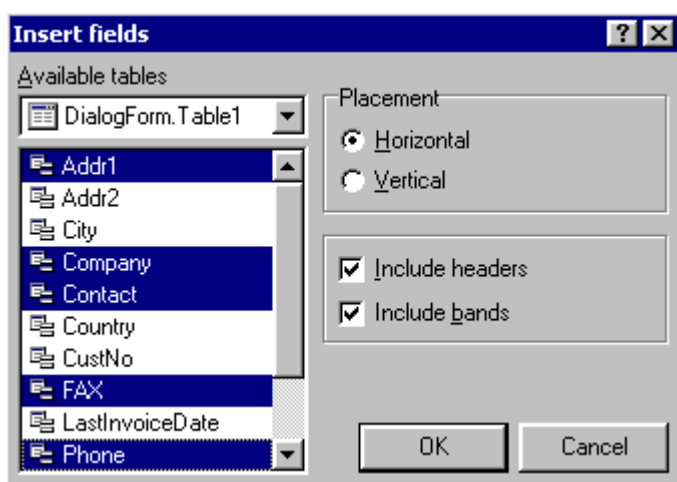 Insert fields
Available tables
DialogForm.Table1
Addr1
Addr2
City
Company
Contact
Country
CustNo
FAX
LastInvoiceDate
Phone
Placement
Horizontal
Vertical
Include headers
Include bands
OK
Cancel